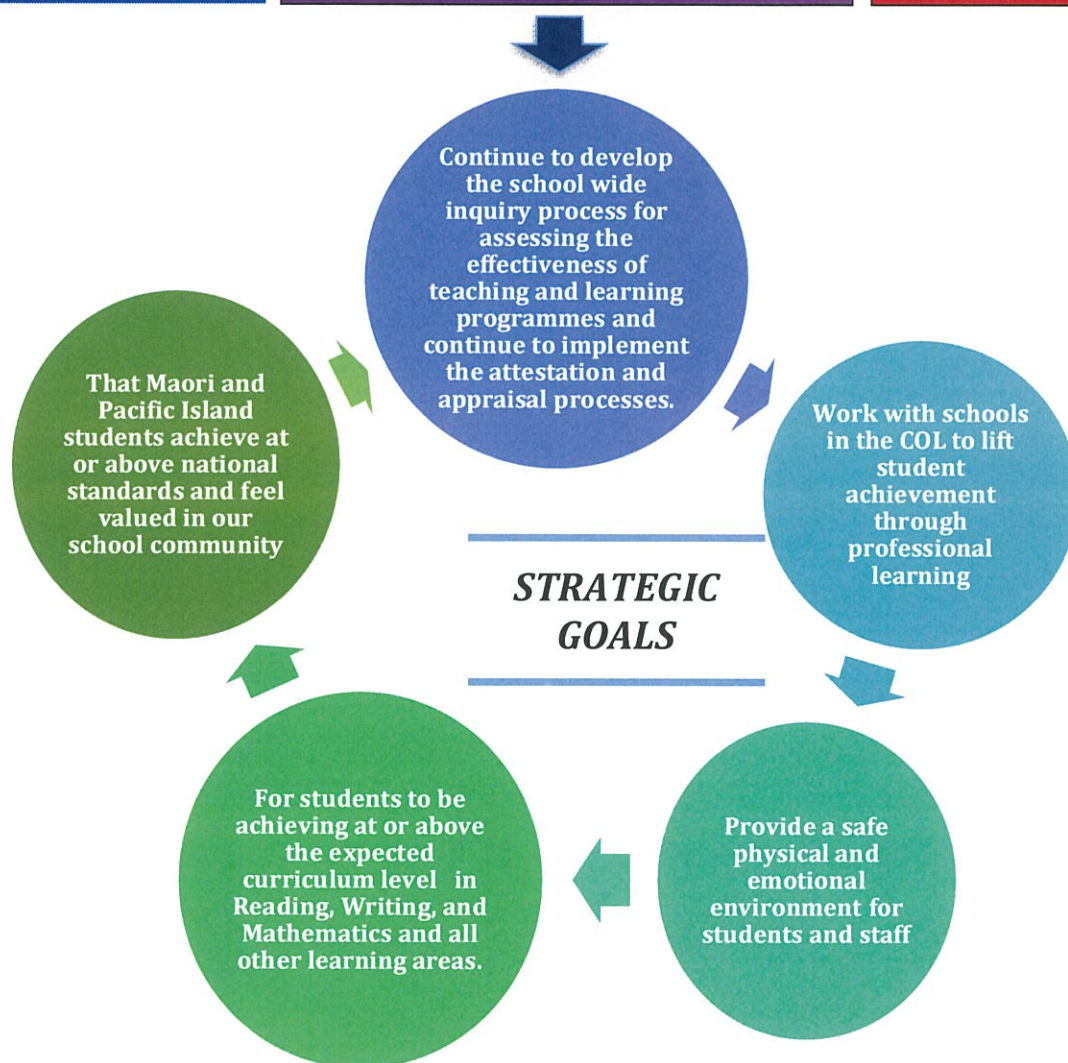 Continue to develop
the school wide
inquiry process for
assessing the
effectiveness of
teaching and learning
programmes and
continue to implement
the attestation and
appraisal processes.
Work with schools
in the COL to lift
student
achievement
through
professional
learning
Provide a safe
physical and
emotional
environment for
students and staff
For students to be
achieving at or above
the expected
curriculum level in
Reading, Writing, and
Mathematics and all
other learning areas.
That Maori and
Pacific Island
students achieve at
or above national
standards and feel
valued in our
school community
STRATEGIC
GOALS